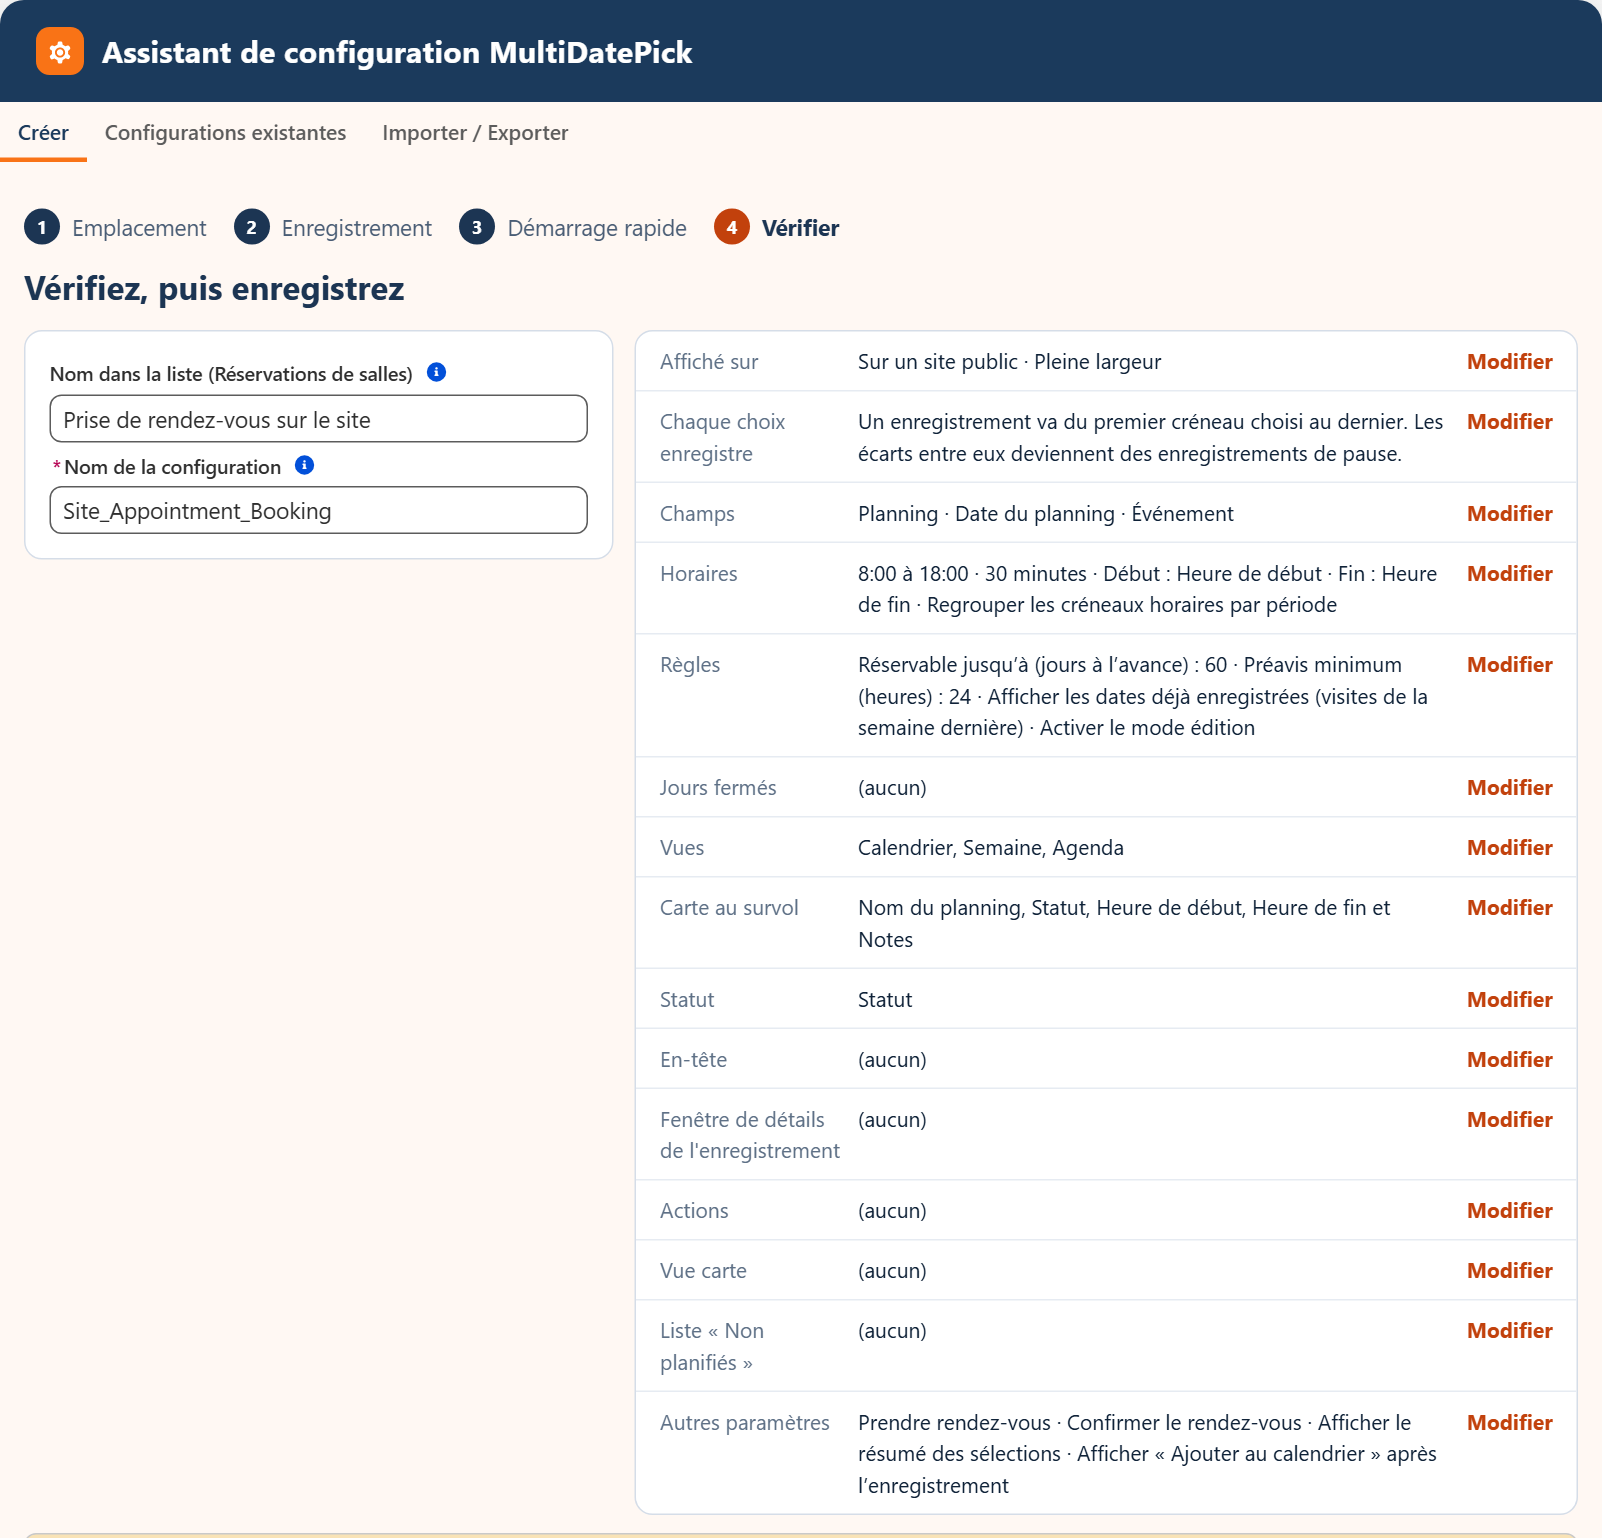 Assistant de configuration MultiDatePick
Créer
Configurations existantes
Importer / Exporter
1 Emplacement
2 Enregistrement
3 Démarrage rapide
4 Vérifier
Vérifiez, puis enregistrez
Nom dans la liste (Réservations de salles)
Prise de rendez-vous sur le site
*Nom de la configuration
Site_Appointment_Booking
Affiché sur
Sur un site public · Pleine largeur
Modifier
Chaque choix
enregistre
Un enregistrement va du premier créneau choisi au dernier. Les
écarts entre eux deviennent des enregistrements de pause.
Modifier
Champs
Planning · Date du planning · Événement
Modifier
Horaires
8:00 à 18:00 · 30 minutes · Début : Heure de début · Fin : Heure
de fin · Regrouper les créneaux horaires par période
Modifier
Règles
Réservable jusqu’à (jours à l’avance) : 60 · Préavis minimum
(heures) : 24 · Afficher les dates déjà enregistrées (visites de la
semaine dernière) · Activer le mode édition
Modifier
Jours fermés
(aucun)
Modifier
Vues
Calendrier, Semaine, Agenda
Modifier
Carte au survol
Nom du planning, Statut, Heure de début, Heure de fin et
Notes
Modifier
Statut
Statut
Modifier
En-tête
(aucun)
Modifier
Fenêtre de détails
de l'enregistrement
(aucun)
Modifier
Actions
(aucun)
Modifier
Vue carte
(aucun)
Modifier
Liste « Non
planifiés »
(aucun)
Modifier
Autres paramètres
Prendre rendez-vous · Confirmer le rendez-vous · Afficher le
résumé des sélections · Afficher « Ajouter au calendrier » après
l’enregistrement
Modifier